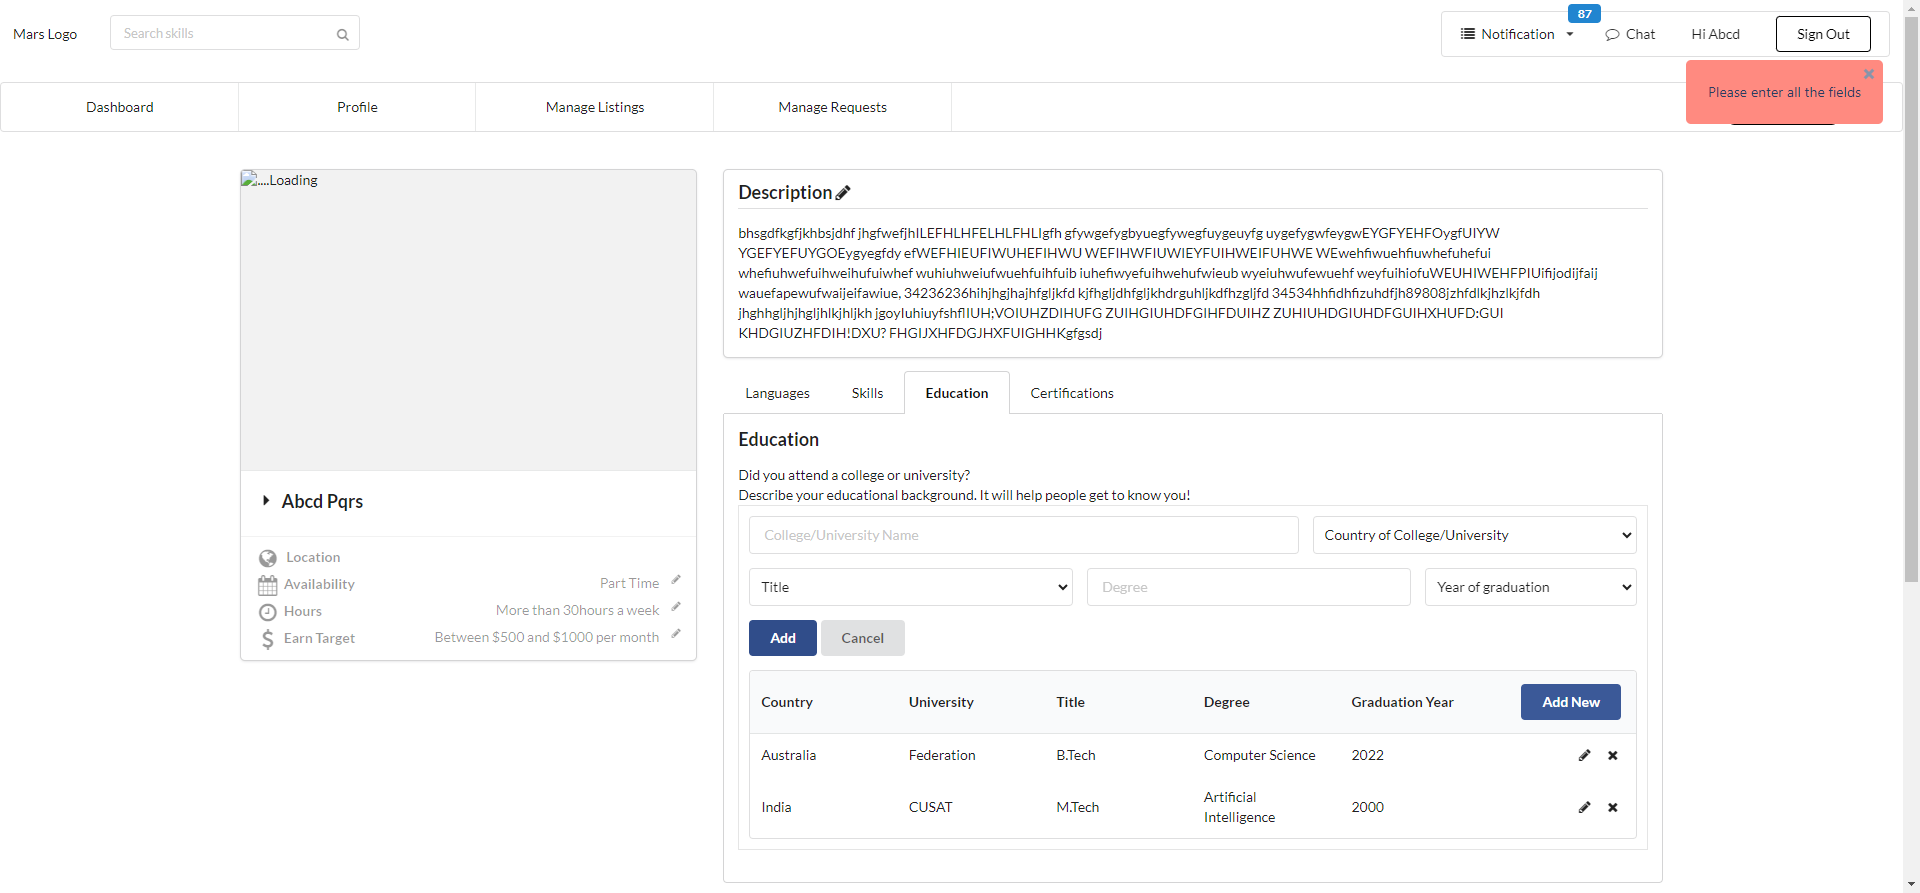 Mars Logo
Search skills
87
Notification
Chat
Hi Abcd
Sign Out
Please enter all the fields
Dashboard
Profile
Manage Listings
Manage Requests
....Loading
Abcd Pqrs
Location
Availability
Part Time
Hours
More than 30hours a week
Earn Target
Between $500 and $1000 per month
Description
bhsgdfkgfjkhbsjdhf jhgfwefjhILEFHLHFELHLFHLIgfh gfywgefygbyuegfywegfuygeuyfg uygefygwfeygwEYGFYEHFOygfUIYW
YGEFYEFUYGOEygyegfdy efWEFHIEUFIWUHEFIHWU WEFIHWFIUWIEYFUIHWEIFUHWE WEwehfiwuehfiuwhefuhefui
whefiuhwefuihweihufuiwhef wuhiuhweiufwuehfuihfuib iuhefiwyefuihwehufwieub wyeiuhwufewuehf weyfuihiofuWEUHIWEHFPIUifijodijfaij
wauefapewufwaijeifawiue, 34236236hihjhgjhajhfgljkfd kjfhgljdhfgljkhdrguhljkdfhzgljfd 34534hhfidhfizuhdfjh89808jzhfdlkjhzlkjfdh
jhghhgljhjhgljhlkjhljkh jgoyIuhiuyfshflIUH;VOIUHZDIHUFG ZUIHGIUHDFGIHFDUIHZ ZUHIUHDGIUHDFGUIHXHUFD:GUI
KHDGIUZHFDIH!DXU? FHGIJXHFDGJHXFUIGHHKgfgsdj
Languages
Skills
Education
Certifications
Education
Did you attend a college or university?
Describe your educational background. It will help people get to know you!
College/University Name
Country of College/University
Title
Degree
Year of graduation
Add
Cancel
Country
University
Title
Degree
Graduation Year
Add New
Australia
Federation
B.Tech
Computer Science
2022
India
CUSAT
M.Tech
Artificial
Intelligence
2000